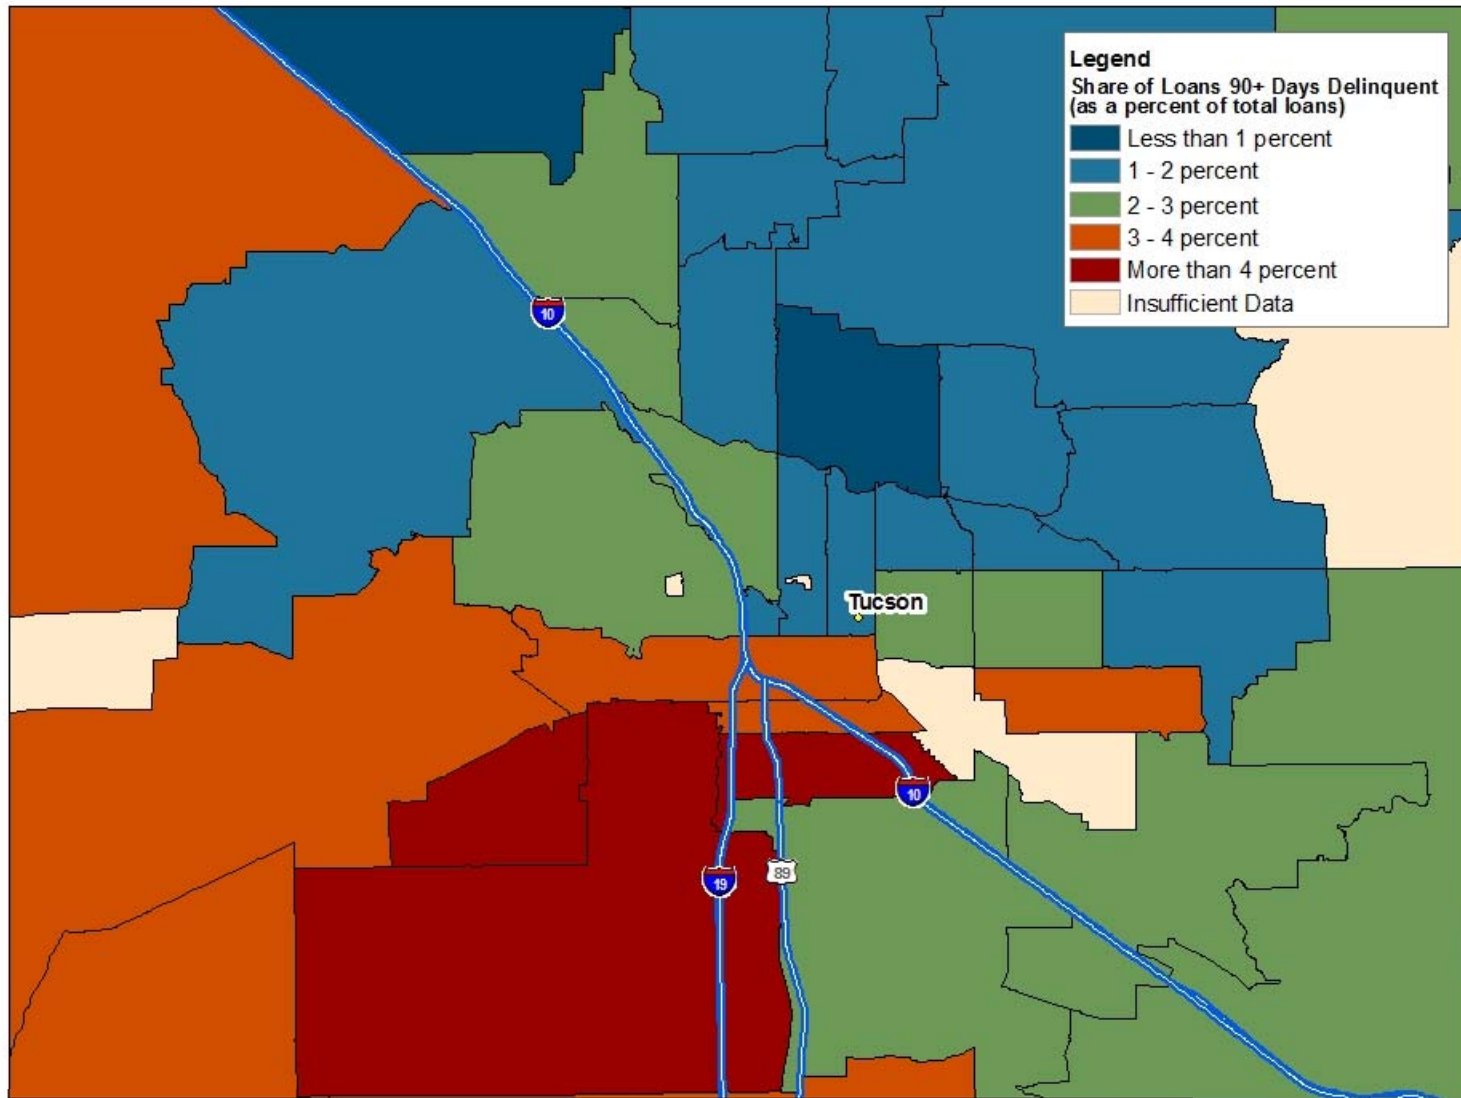 Legend
Share of Loans 90+ Days Delinquent
(as a percent of total loans)
Less than 1 percent
1 - 2 percent
2 - 3 percent
3 - 4 percent
More than 4 percent
Insufficient Data
10
Tucson
10
19
89